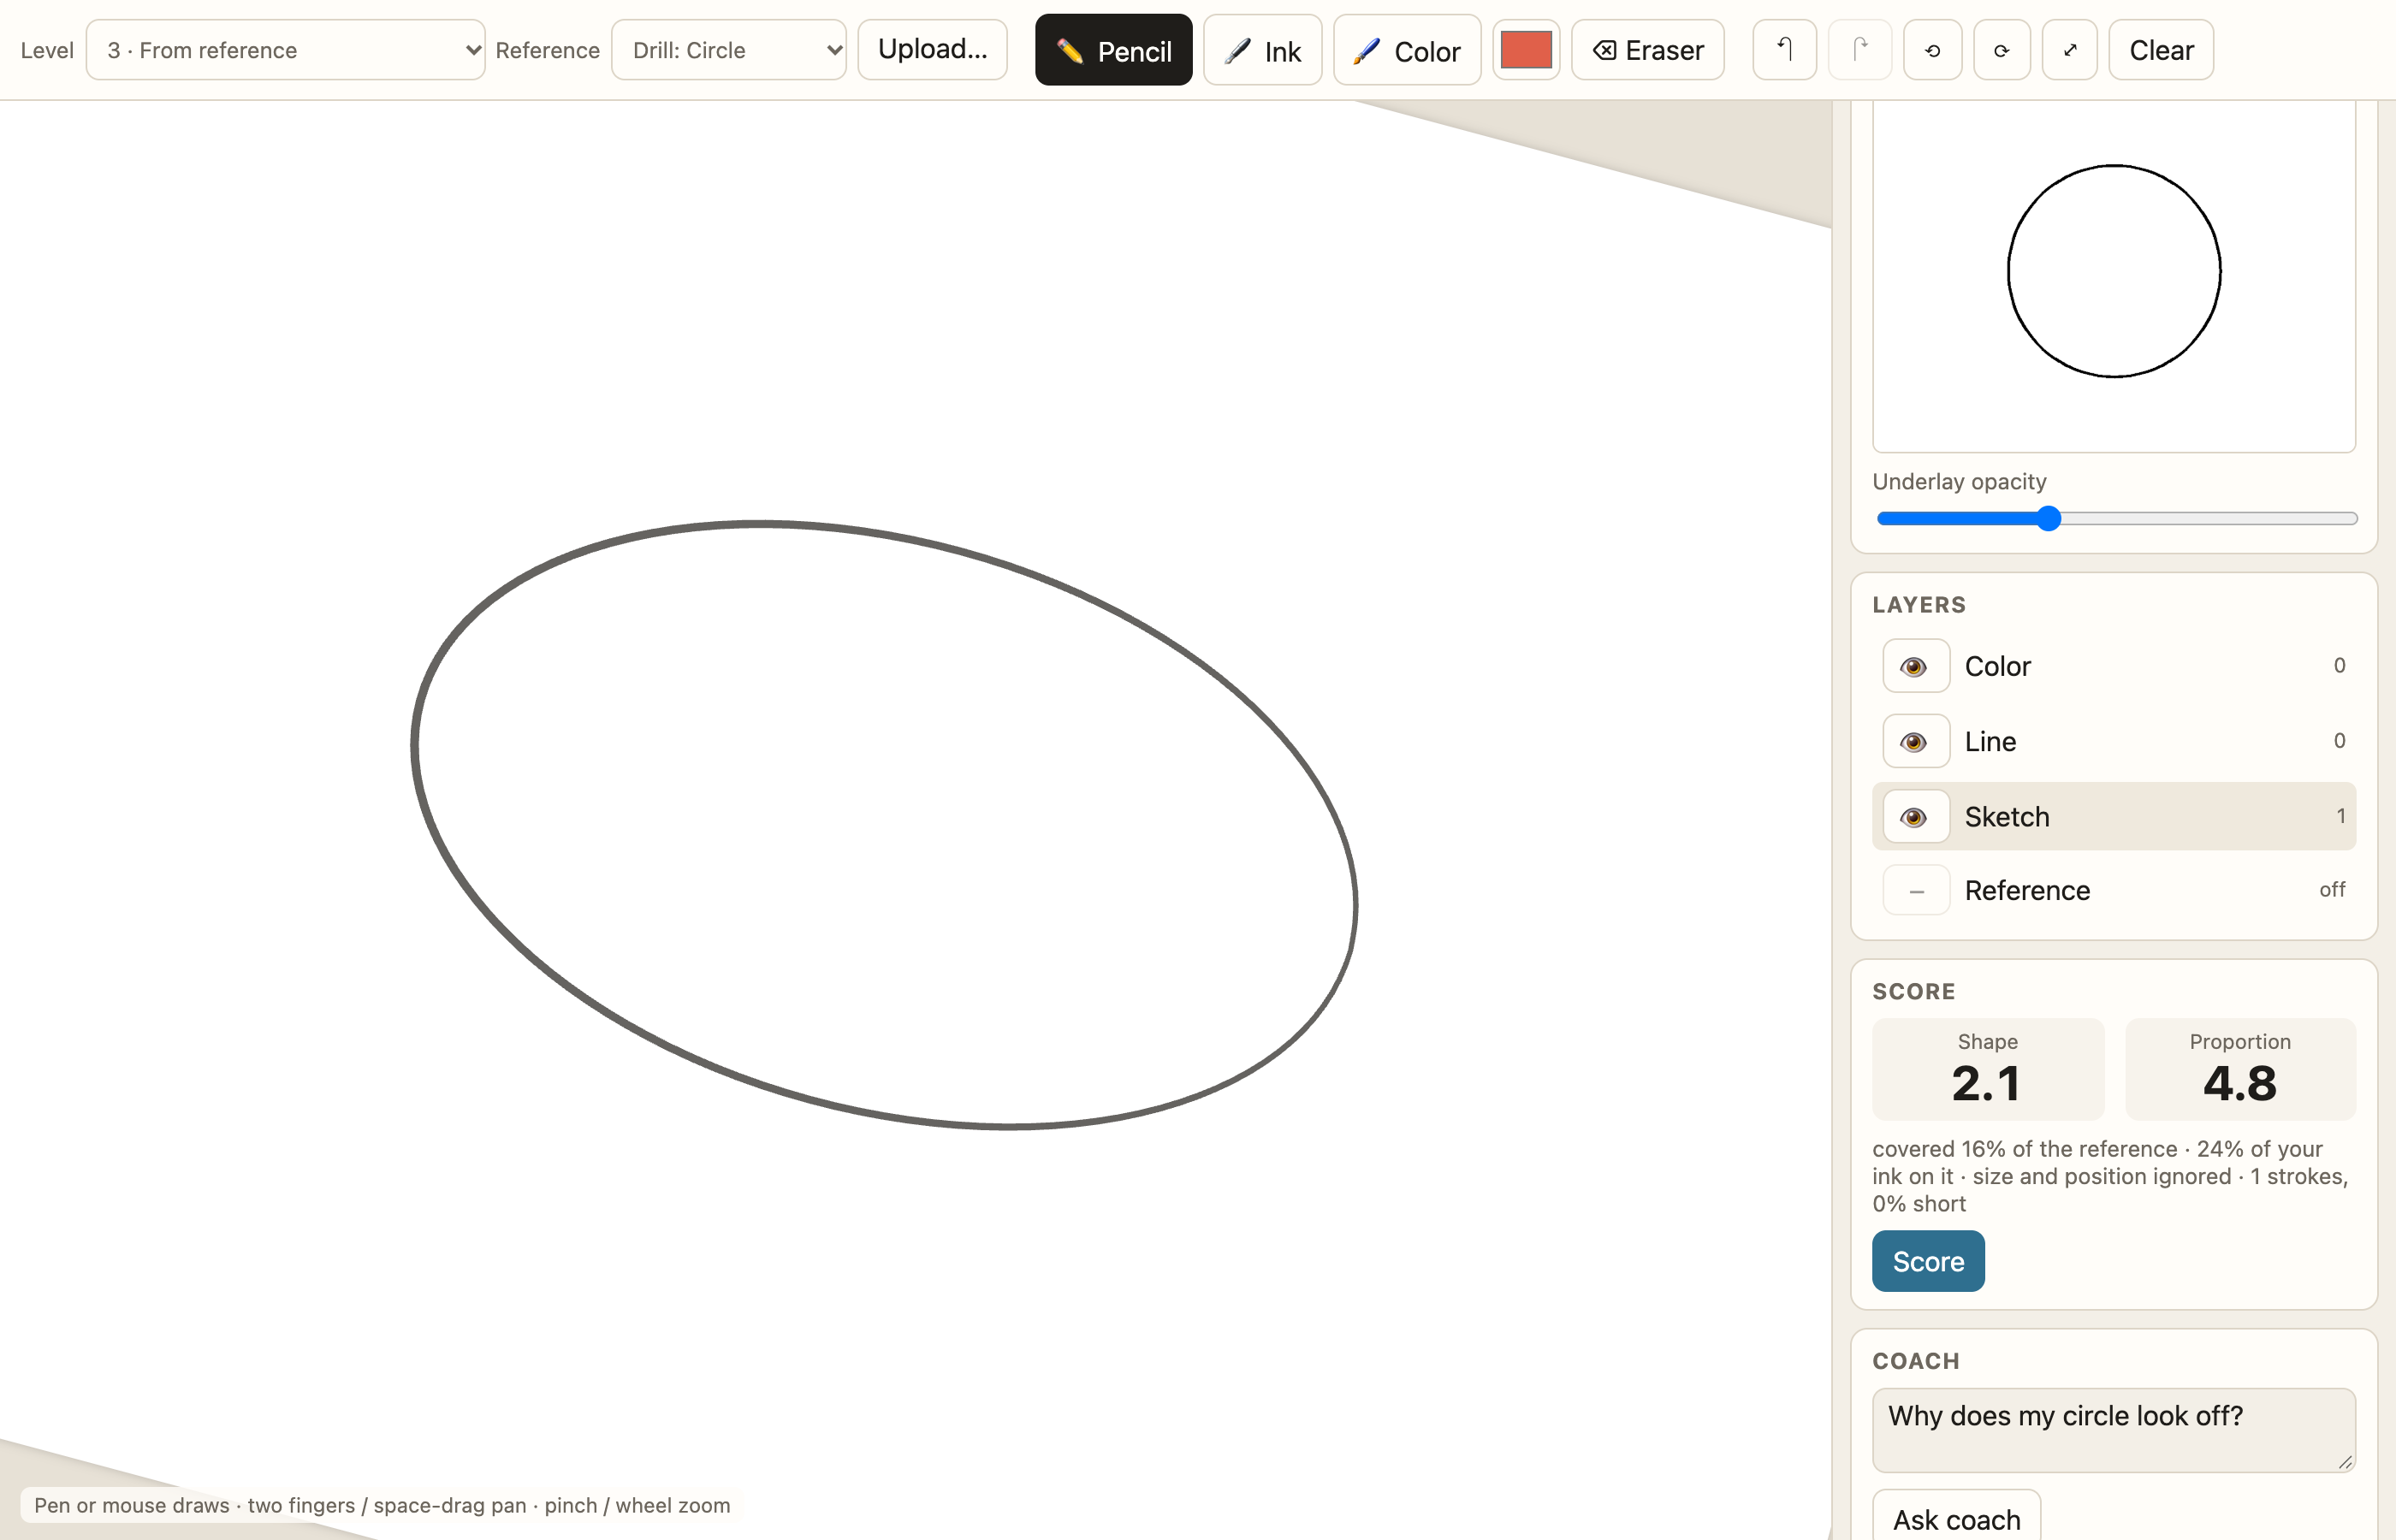 Level
3 · From reference
Reference
Drill: Circle
Upload...
Pencil
Ink
Color
Eraser
Clear
Underlay opacity
LAYERS
Color 0
Line 0
Sketch 1
Reference off
SCORE
Shape
2.1
Proportion
4.8
covered 16% of the reference · 24% of your
ink on it · size and position ignored · 1 strokes,
0% short
Score
COACH
Why does my circle look off?
Ask coach
Pen or mouse draws · two fingers / space-drag pan · pinch / wheel zoom